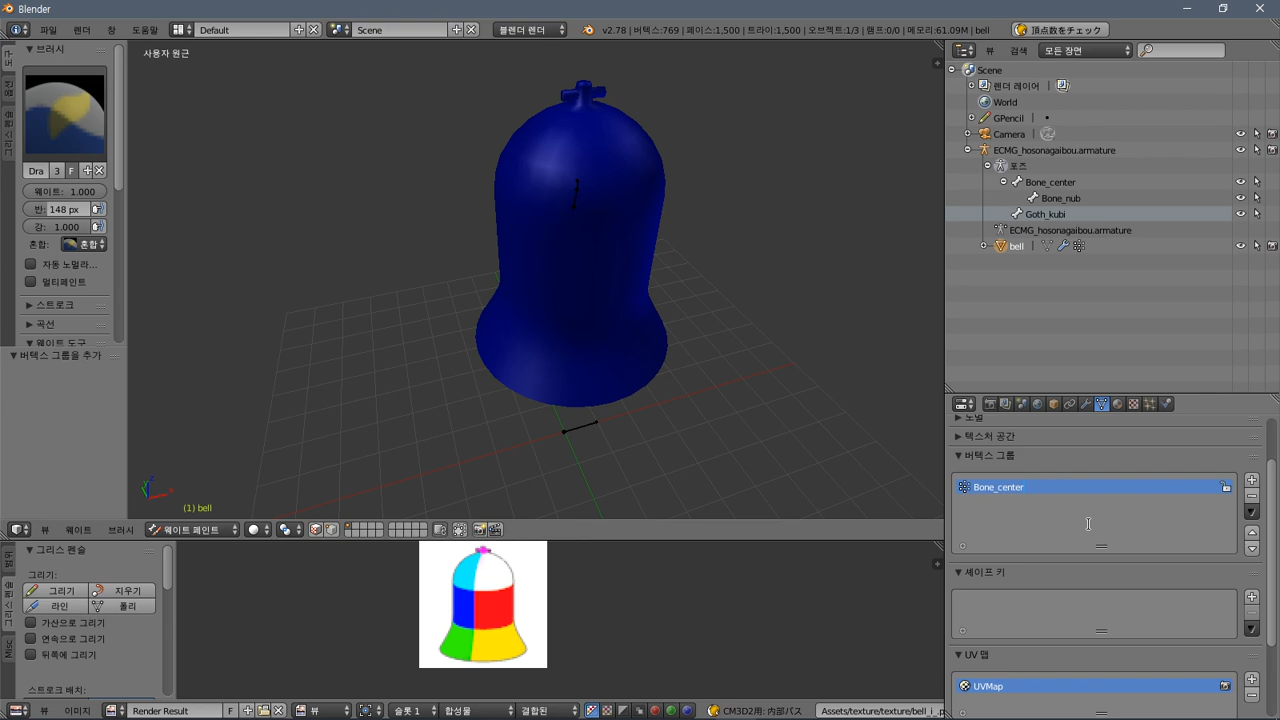 Blender
파일
렌더
창
도움말
Default
Scene
블렌더 렌더
v2.78 | 버텍스:769 | 페이스:1,500 | 트라이:1,500 | 오브젝트:1/3 | 램프:0/0 | 메모리:61.09M | bell
頂点数をチェック
브러시
Dra
3
F
웨이트: 1.000
반: 148 px
강: 1.000
혼합:
혼합
자동 노멀라...
멀티페인트
스트로크
곡선
웨이트 도구
버텍스 그룹을 추가
사용자 원근
(1) bell
뷰
웨이트
브러시
웨이트 페인트
그리스 펜슬
그리기:
그리기
지우기
라인
폴리
가산으로 그리기
연속으로 그리기
뒤쪽에 그리기
스트로크 배치:
Misc
뷰
이미지
Render Result
F
뷰
슬롯 1
합성물
결합된
CM3D2用: 内部パス
Assets/texture/texture/bell_i_.p
뷰
검색
모든 장면
Scene
렌더 레이어
World
GPencil
Camera
ECMG_hosonagaibou.armature
포즈
Bone_center
Bone_nub
Goth_kubi
ECMG_hosonagaibou.armature
bell
노멀
텍스처 공간
버텍스 그룹
Bone_center
셰이프 키
UV 맵
UVMap